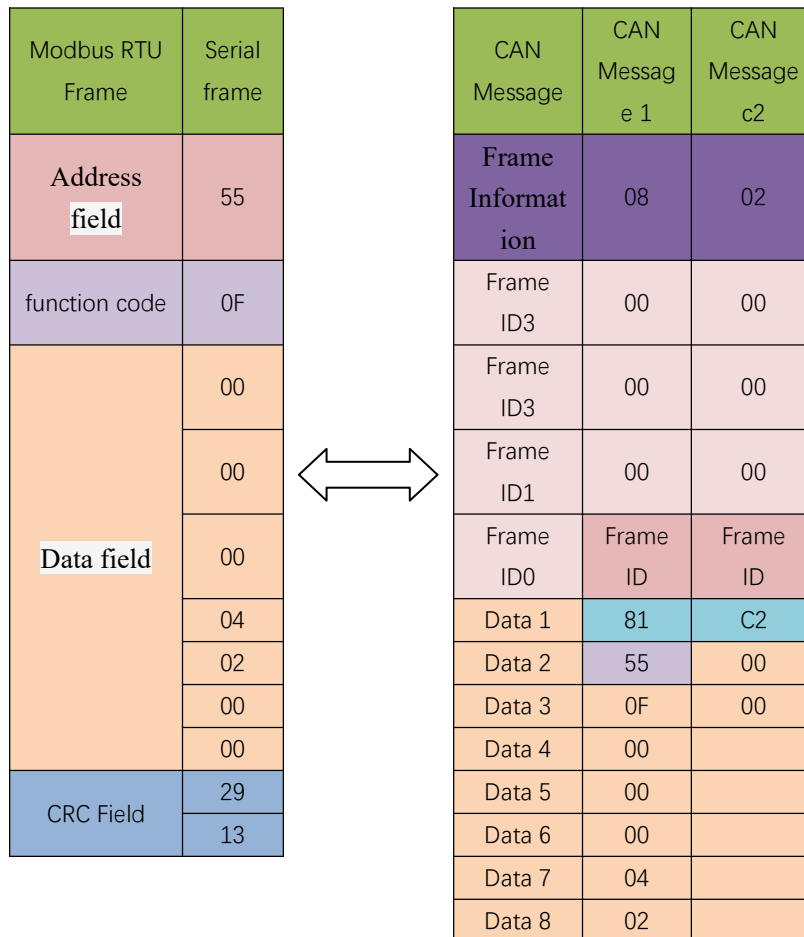 Modbus RTU
Frame
Serial
frame
Address
field
55
function code
0F
Data field
00
00
00
04
02
00
00
CRC Field
29
13
CAN
Message
CAN
Messag
e 1
CAN
Message
c2
Frame
Informat
ion
08
02
Frame
ID3
00
00
Frame
ID3
00
00
Frame
ID1
00
00
Frame
ID0
Frame
ID
Frame
ID
Data 1
81
C2
Data 2
55
00
Data 3
0F
00
Data 4
00
Data 5
00
Data 6
00
Data 7
04
Data 8
02